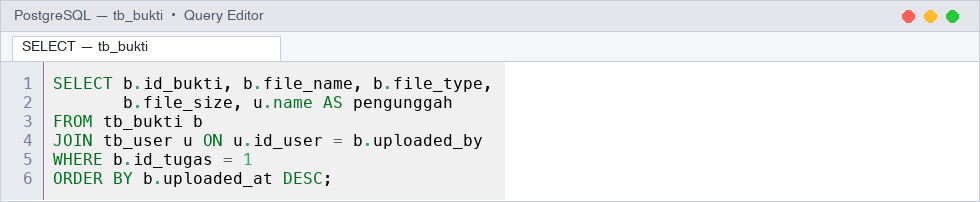 PostgreSQL — tb_bukti • Query Editor
SELECT — tb_bukti
1 SELECT b.id_bukti, b.file_name, b.file_type,
2        b.file_size, u.name AS pengunggah
3 FROM tb_bukti b
4 JOIN tb_user u ON u.id_user = b.uploaded_by
5 WHERE b.id_tugas = 1
6 ORDER BY b.uploaded_at DESC;